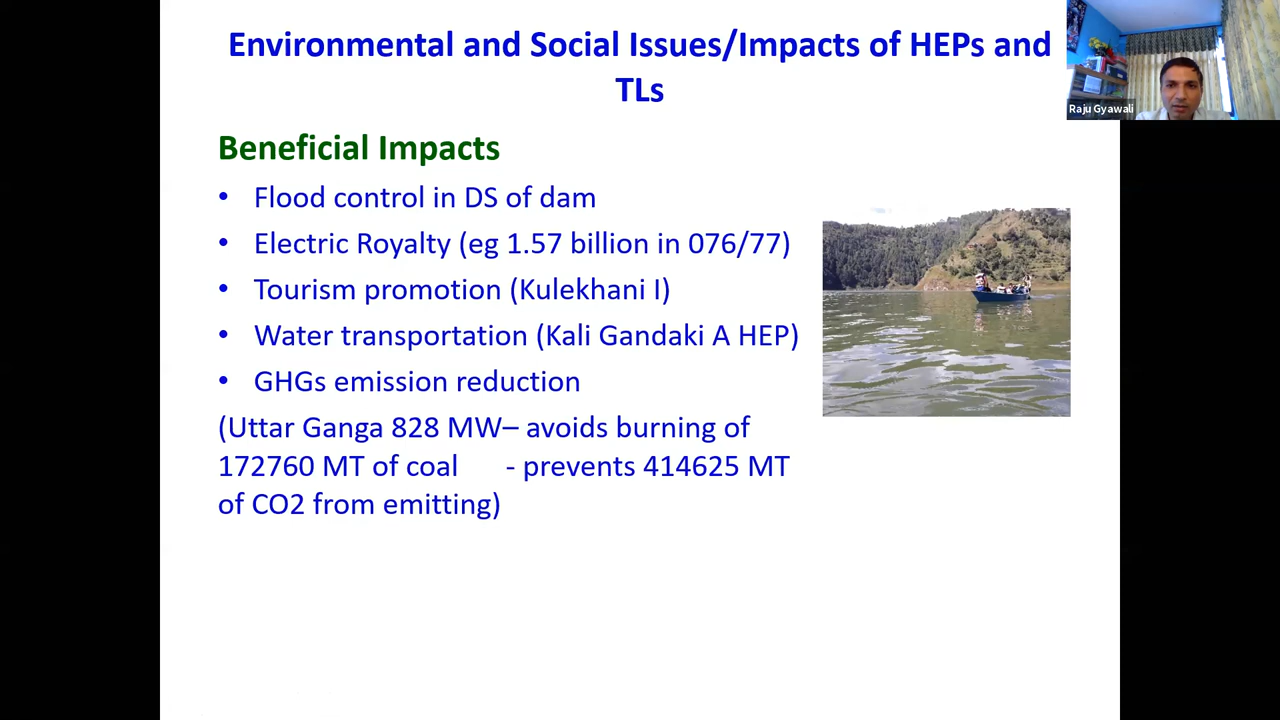 Environmental and Social Issues/Impacts of HEPs and
TLs
Raju Gyawali
Beneficial Impacts
• Flood control in DS of dam
• Electric Royalty (eg 1.57 billion in 076/77)
• Tourism promotion (Kulekhani I)
• Water transportation (Kali Gandaki A HEP)
• GHGs emission reduction
(Uttar Ganga 828 MW– avoids burning of
172760 MT of coal - prevents 414625 MT
of CO2 from emitting)